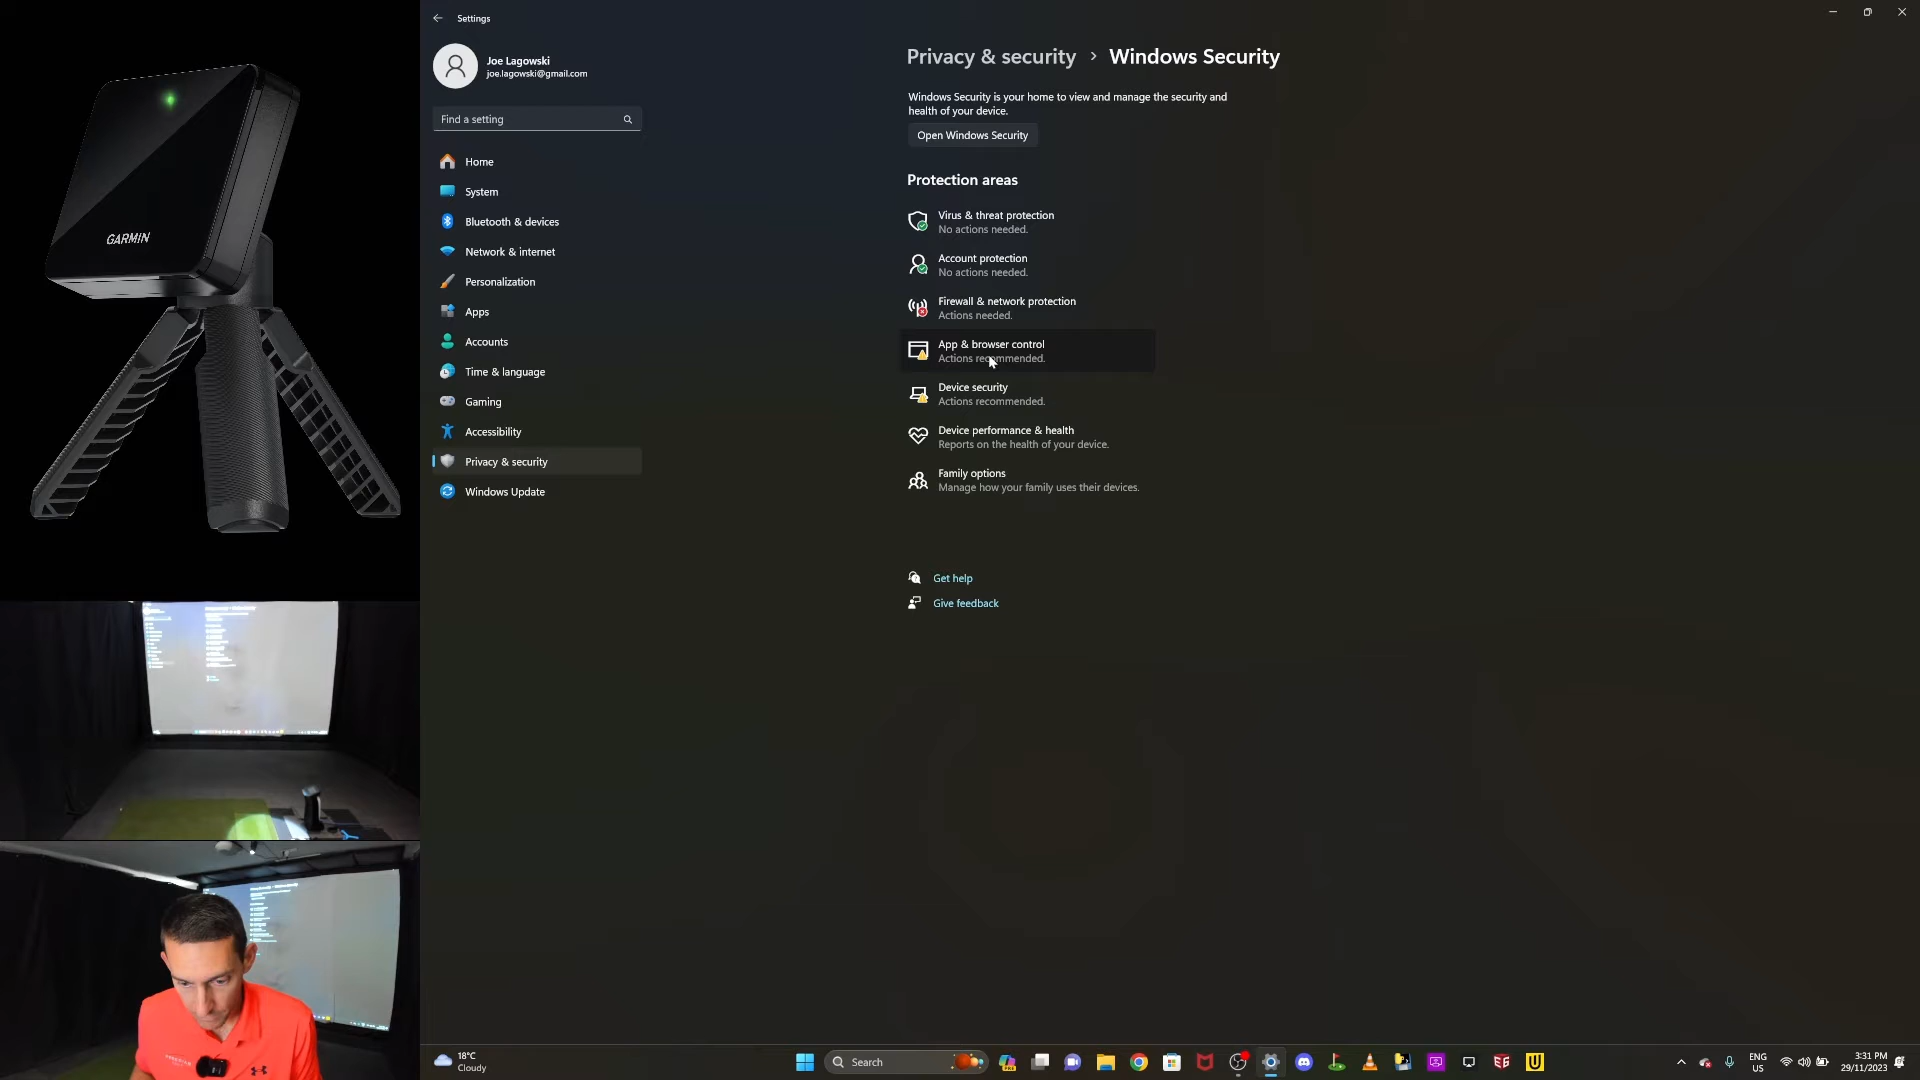 GARMIN
Settings
Joe Lagowski
joe.lagowski@gmail.com
Find a setting
Home
System
Bluetooth & devices
Network & internet
Personalization
Apps
Accounts
Time & language
Gaming
Accessibility
Privacy & security
Windows Update
Privacy & security > Windows Security
Windows Security is your home to view and manage the security and
health of your device.
Open Windows Security
Protection areas
Virus & threat protection
No actions needed.
Account protection
No actions needed.
Firewall & network protection
Actions needed.
App & browser control
Actions recommended.
Device security
Actions recommended.
Device performance & health
Reports on the health of your device.
Family options
Manage how your family uses their devices.
Get help
Give feedback
18°C
Cloudy
Search
ENG
US
3:31 PM
29/11/2023